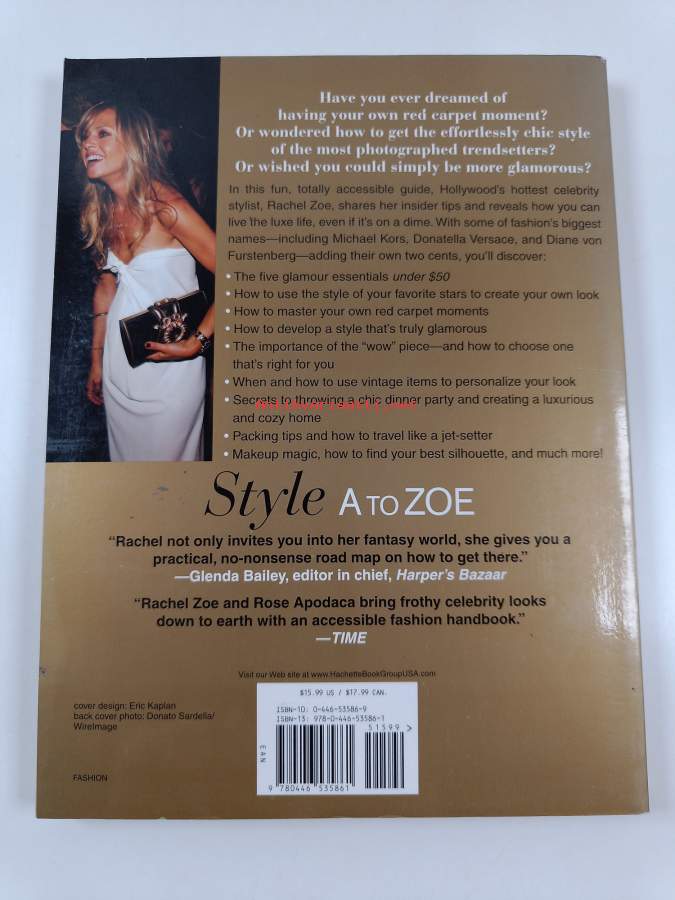 Have you ever dreamed of
having your own red carpet moment?
Or wondered how to get the effortlessly chic style
of the most photographed trendsetters?
Or wished you could simply be more glamorous?
In this fun, totally accessible guide, Hollywood's hottest celebrity
stylist, Rachel Zoe, shares her insider tips and reveals how you can
live the luxe life, even if it's on a dime. With some of fashion's biggest
names—including Michael Kors, Donatella Versace, and Diane von
Furstenberg—adding their own two cents, you'll discover:
• The five glamour essentials under $50
• How to use the style of your favorite stars to create your own look
• How to master your own red carpet moments
• How to develop a style that's truly glamorous
• The importance of the "wow" piece—and how to choose one
that's right for you
• When and how to use vintage items to personalize your look
• Secrets to throwing a chic dinner party and creating a luxurious
and cozy home
• Packing tips and how to travel like a jet-setter
• Makeup magic, how to find your best silhouette, and much more!
Style A TO ZOE
"Rachel not only invites you into her fantasy world, she gives you a
practical, no-nonsense road map on how to get there."
—Glenda Bailey, editor in chief, Harper's Bazaar
"Rachel Zoe and Rose Apodaca bring frothy celebrity looks
down to earth with an accessible fashion handbook."
—TIME
Visit our Web site at www.HachetteBookGroupUSA.com
$15.99 US / $17.99 CAN.
ISBN-10: 0-446-53586-9
ISBN-13: 978-0-446-53586-1
51599>
EAN
9 780446 535861
cover design: Eric Kaplan
back cover photo: Donato Sardella/
WireImage
FASHION